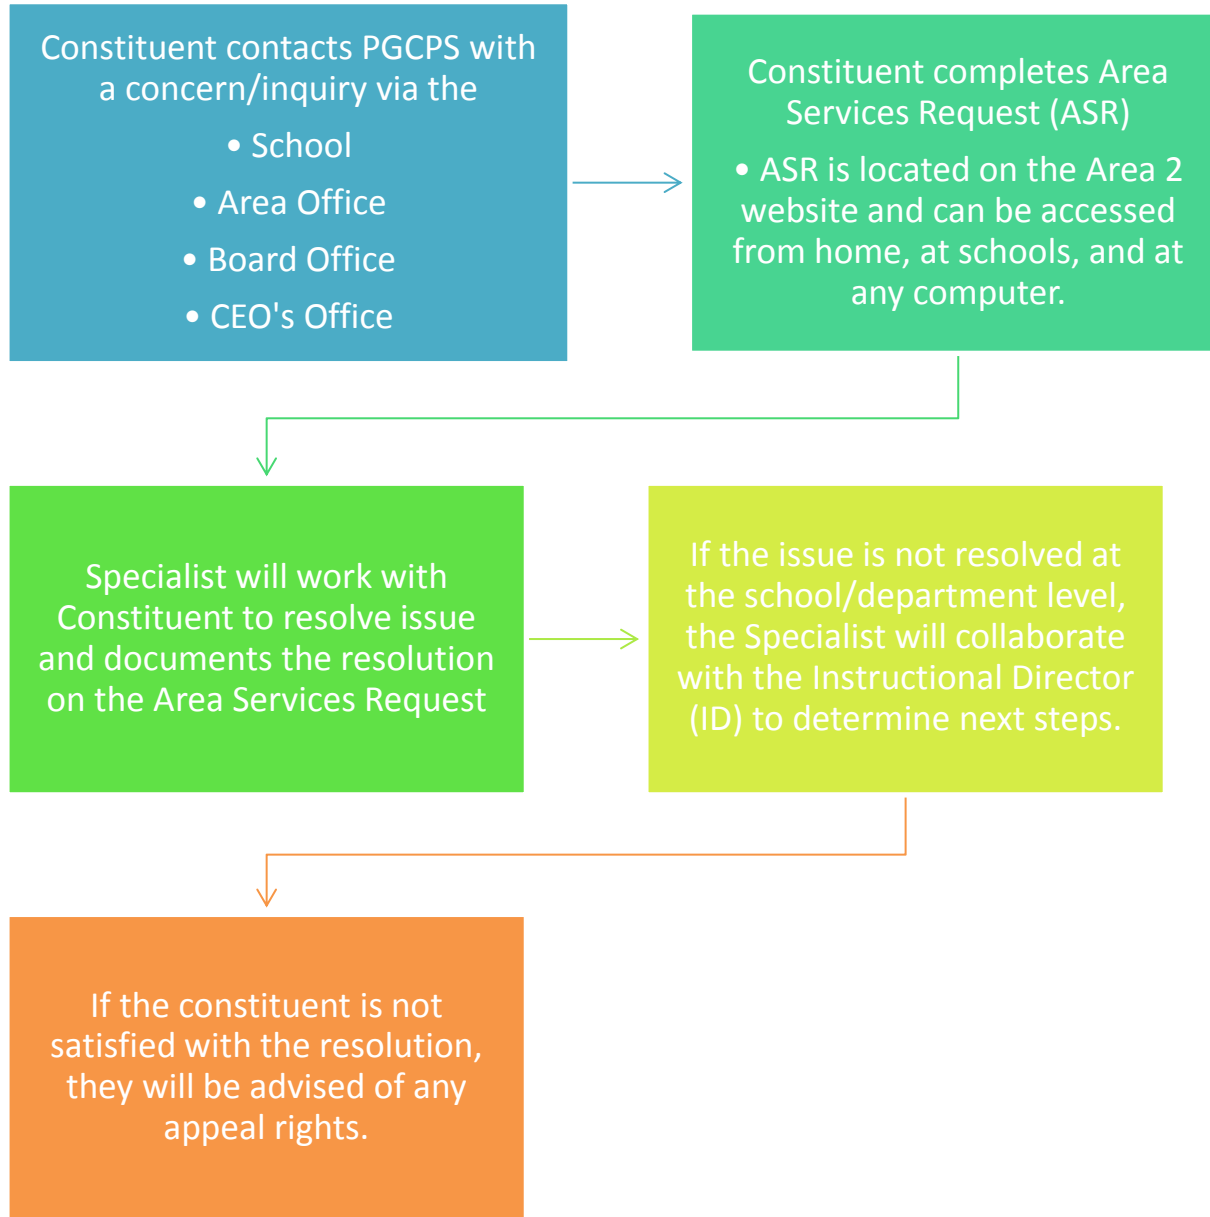 Constituent contacts PGCPS with
a concern/inquiry via the
• School
• Area Office
• Board Office
• CEO's Office
Constituent completes Area
Services Request (ASR)
• ASR is located on the Area 2
website and can be accessed
from home, at schools, and at
any computer.
Specialist will work with
Constituent to resolve issue
and documents the resolution
on the Area Services Request
If the issue is not resolved at
the school/department level,
the Specialist will collaborate
with the Instructional Director
(ID) to determine next steps.
If the constituent is not
satisfied with the resolution,
they will be advised of any
appeal rights.